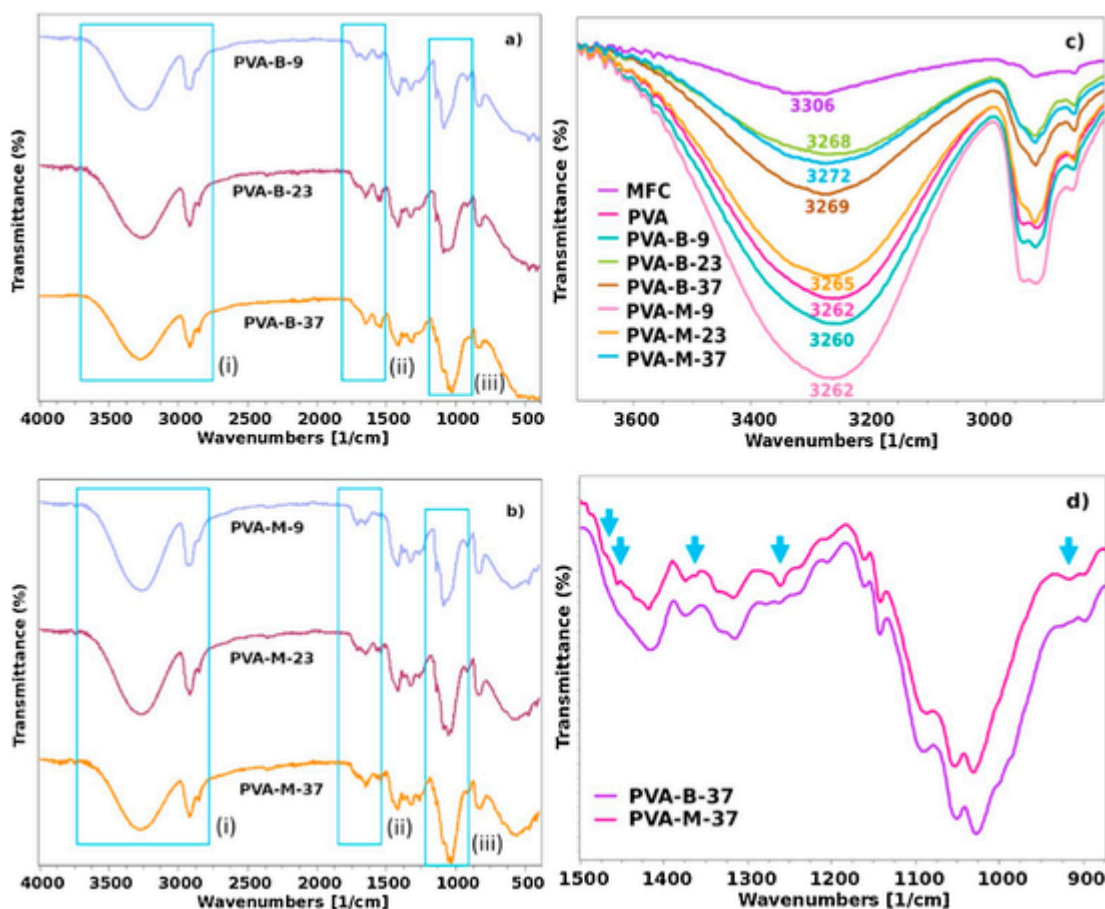 a)
PVA-B-9
PVA-B-23
PVA-B-37
(i)
(ii)
(iii)
Transmittance (%)
4000 3500 3000 2500 2000 1500 1000 500
Wavenumbers [1/cm]
c)
3306
3268
3272
3269
3265
3262
3260
3262
MFC
PVA
PVA-B-9
PVA-B-23
PVA-B-37
PVA-M-9
PVA-M-23
PVA-M-37
Transmittance (%)
3600 3400 3200 3000
Wavenumbers [1/cm]
b)
PVA-M-9
PVA-M-23
PVA-M-37
(i)
(ii)
(iii)
Transmittance (%)
4000 3500 3000 2500 2000 1500 1000 500
Wavenumbers [1/cm]
d)
PVA-B-37
PVA-M-37
Transmittance (%)
1500 1400 1300 1200 1100 1000 900
Wavenumbers [1/cm]